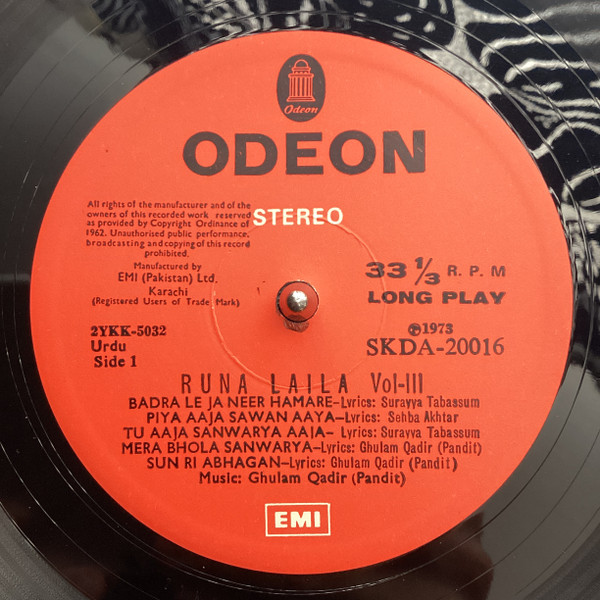 Odeon
ODEON
All rights of the manufacturer and of the
owners of this recorded work reserved
as provided by Copyright Ordinance of
1962. Unauthorised public performance,
broadcasting and copying of this record
prohibited.
STEREO
Manufactured by
EMI (Pakistan) Ltd.
Karachi
(Registered Users of Trade Mark)
33 1/3 R. P. M
LONG PLAY
2YKK-5032
Urdu
Side 1
℗1973
SKDA-20016
RUNA LAILA Vol-III
BADRA LE JA NEER HAMARE-Lyrics: Surayya Tabassum
PIYA AAJA SAWAN AAYA-Lyrics: Sehba Akhtar
TU AAJA SANWARYA AAJA- Lyrics: Surayya Tabassum
MERA BHOLA SANWARYA-Lyrics: Ghulam Qadir (Pandit)
SUN RI ABHAGAN-Lyrics: Ghulam Qadir (Pandit)
Music: Ghulam Qadir (Pandit)
EMI